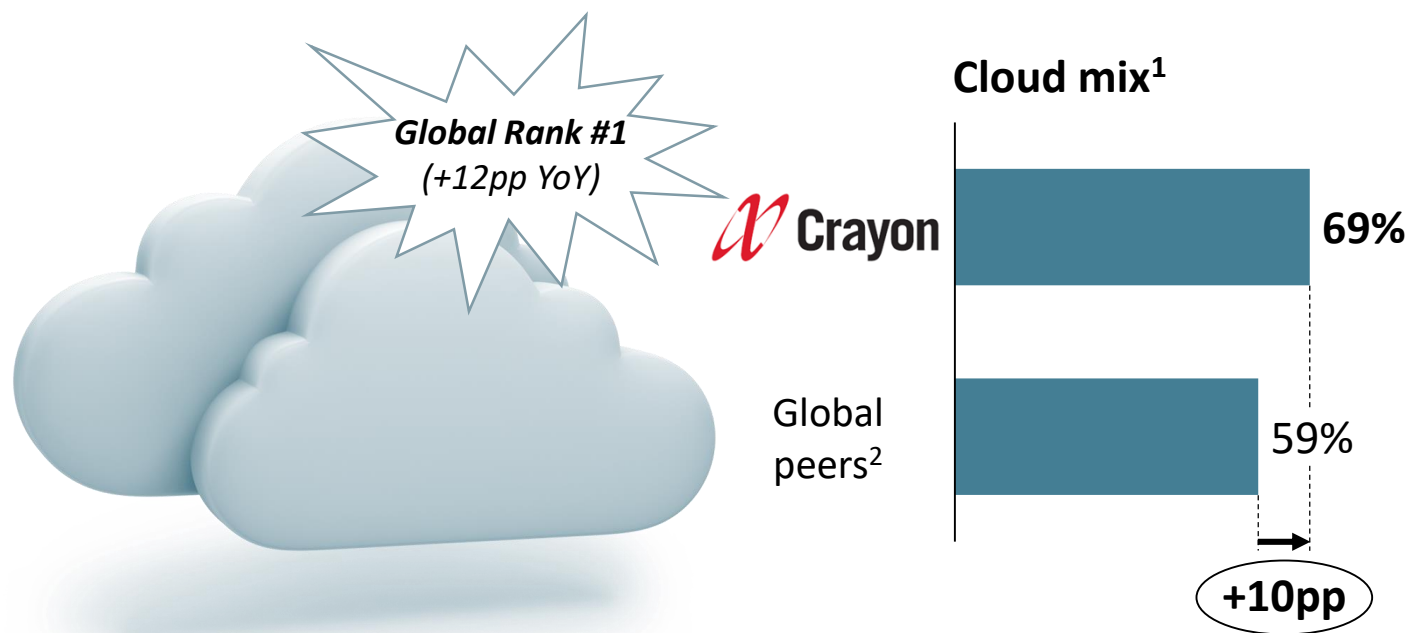 Global Rank #1
(+12pp YoY)
Cloud mix¹
Crayon
69%
Global
peers²
59%
+10pp